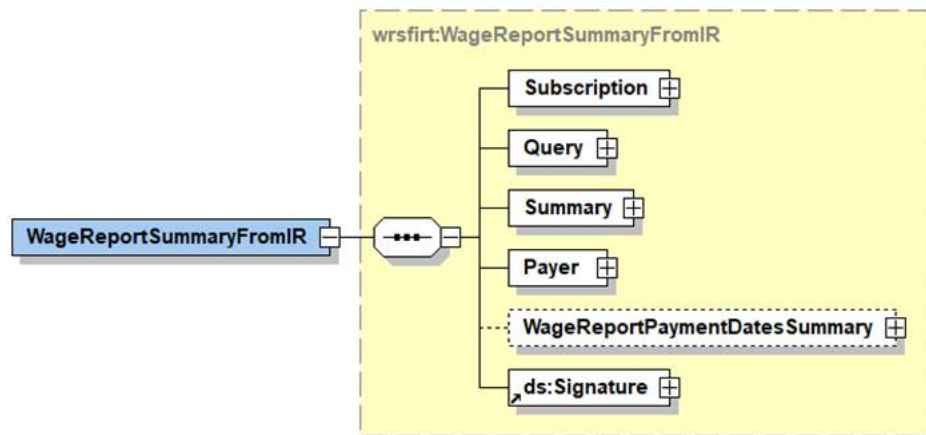 wrsfirt:WageReportSummaryFromIR
Subscription
Query
Summary
WageReportSummaryFromIR
Payer
WageReportPaymentDatesSummary
ds:Signature